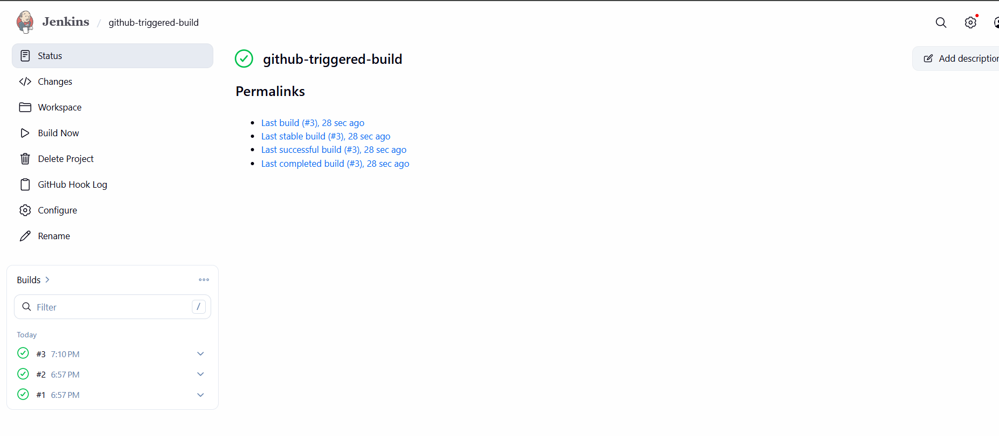 Jenkins / github-triggered-build
Status
Changes
Workspace
Build Now
Delete Project
GitHub Hook Log
Configure
Rename
Builds
Filter /
Today
#3 7:10 PM
#2 6:57 PM
#1 6:57 PM
github-triggered-build
Add description
Permalinks
Last build (#3), 28 sec ago
Last stable build (#3), 28 sec ago
Last successful build (#3), 28 sec ago
Last completed build (#3), 28 sec ago